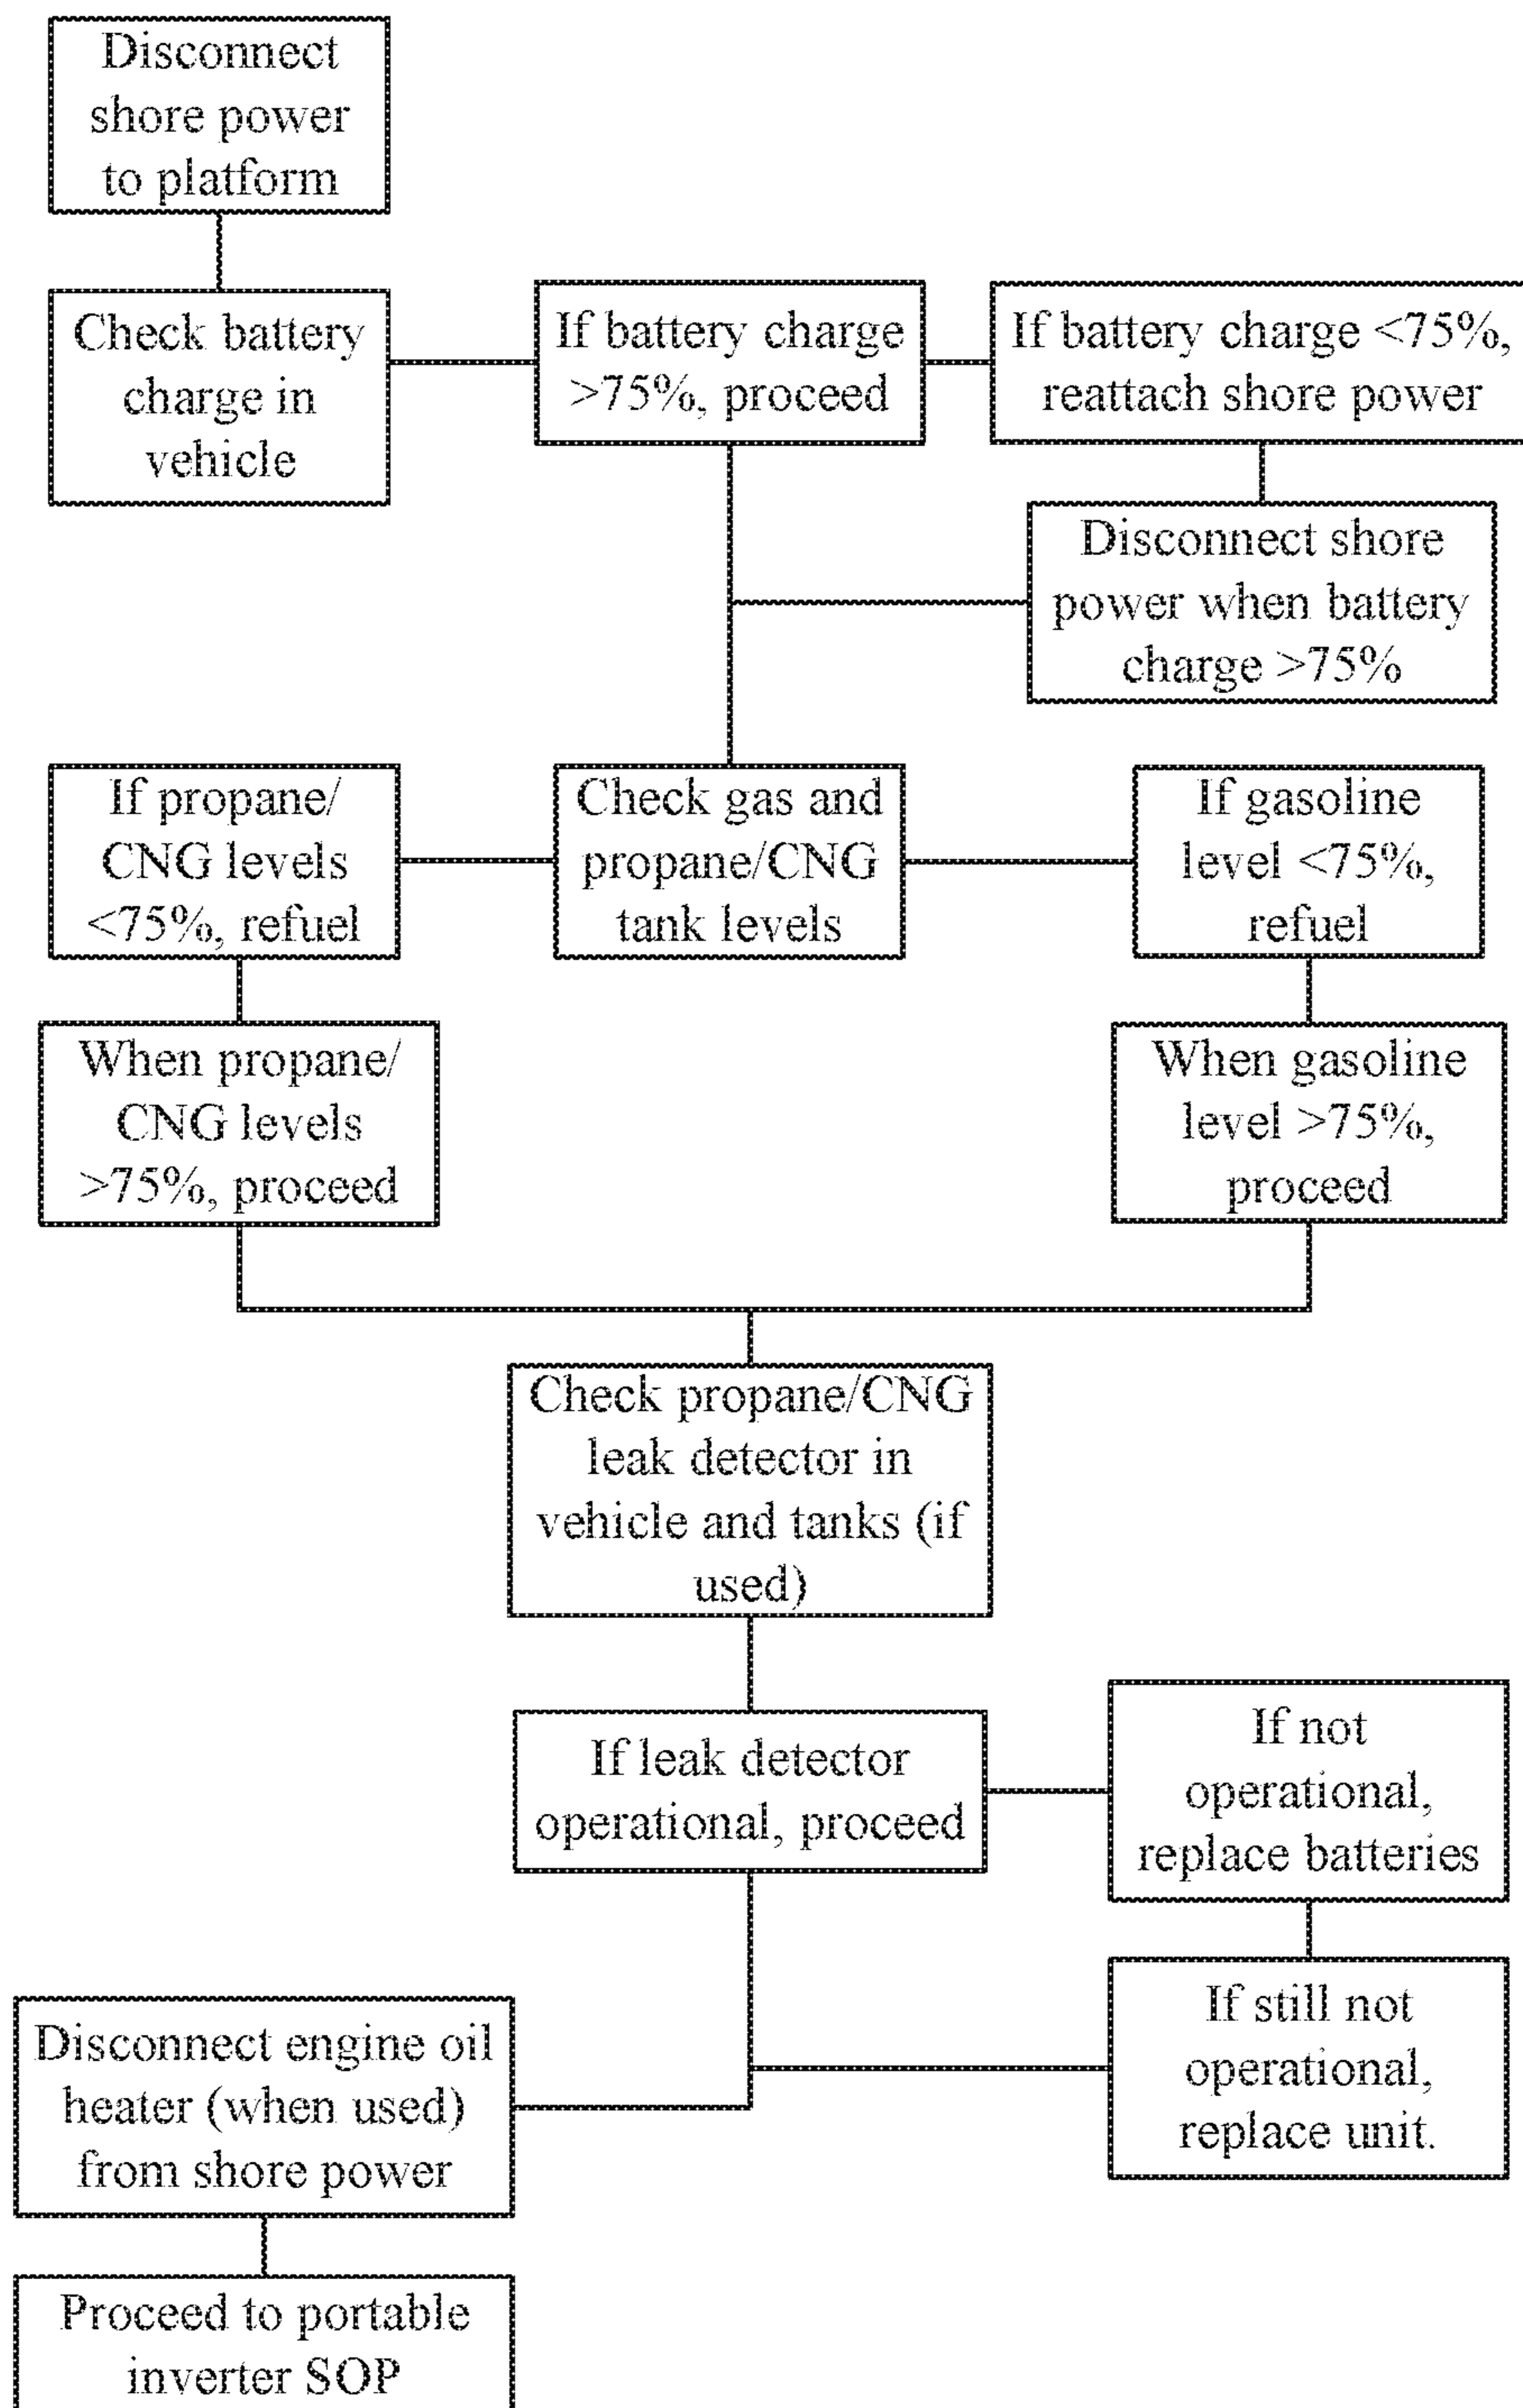 Disconnect
shore power
to platform
Check battery
charge in
vehicle
If battery charge
>75%, proceed
If battery charge <75%,
reattach shore power
Disconnect shore
power when battery
charge >75%
If propane/
CNG levels
<75%, refuel
Check gas and
propane/CNG
tank levels
If gasoline
level <75%,
refuel
When propane/
CNG levels
>75%, proceed
When gasoline
level >75%,
proceed
Check propane/CNG
leak detector in
vehicle and tanks (if
used)
If leak detector
operational, proceed
If not
operational,
replace batteries
If still not
operational,
replace unit.
Disconnect engine oil
heater (when used)
from shore power
Proceed to portable
inverter SOP